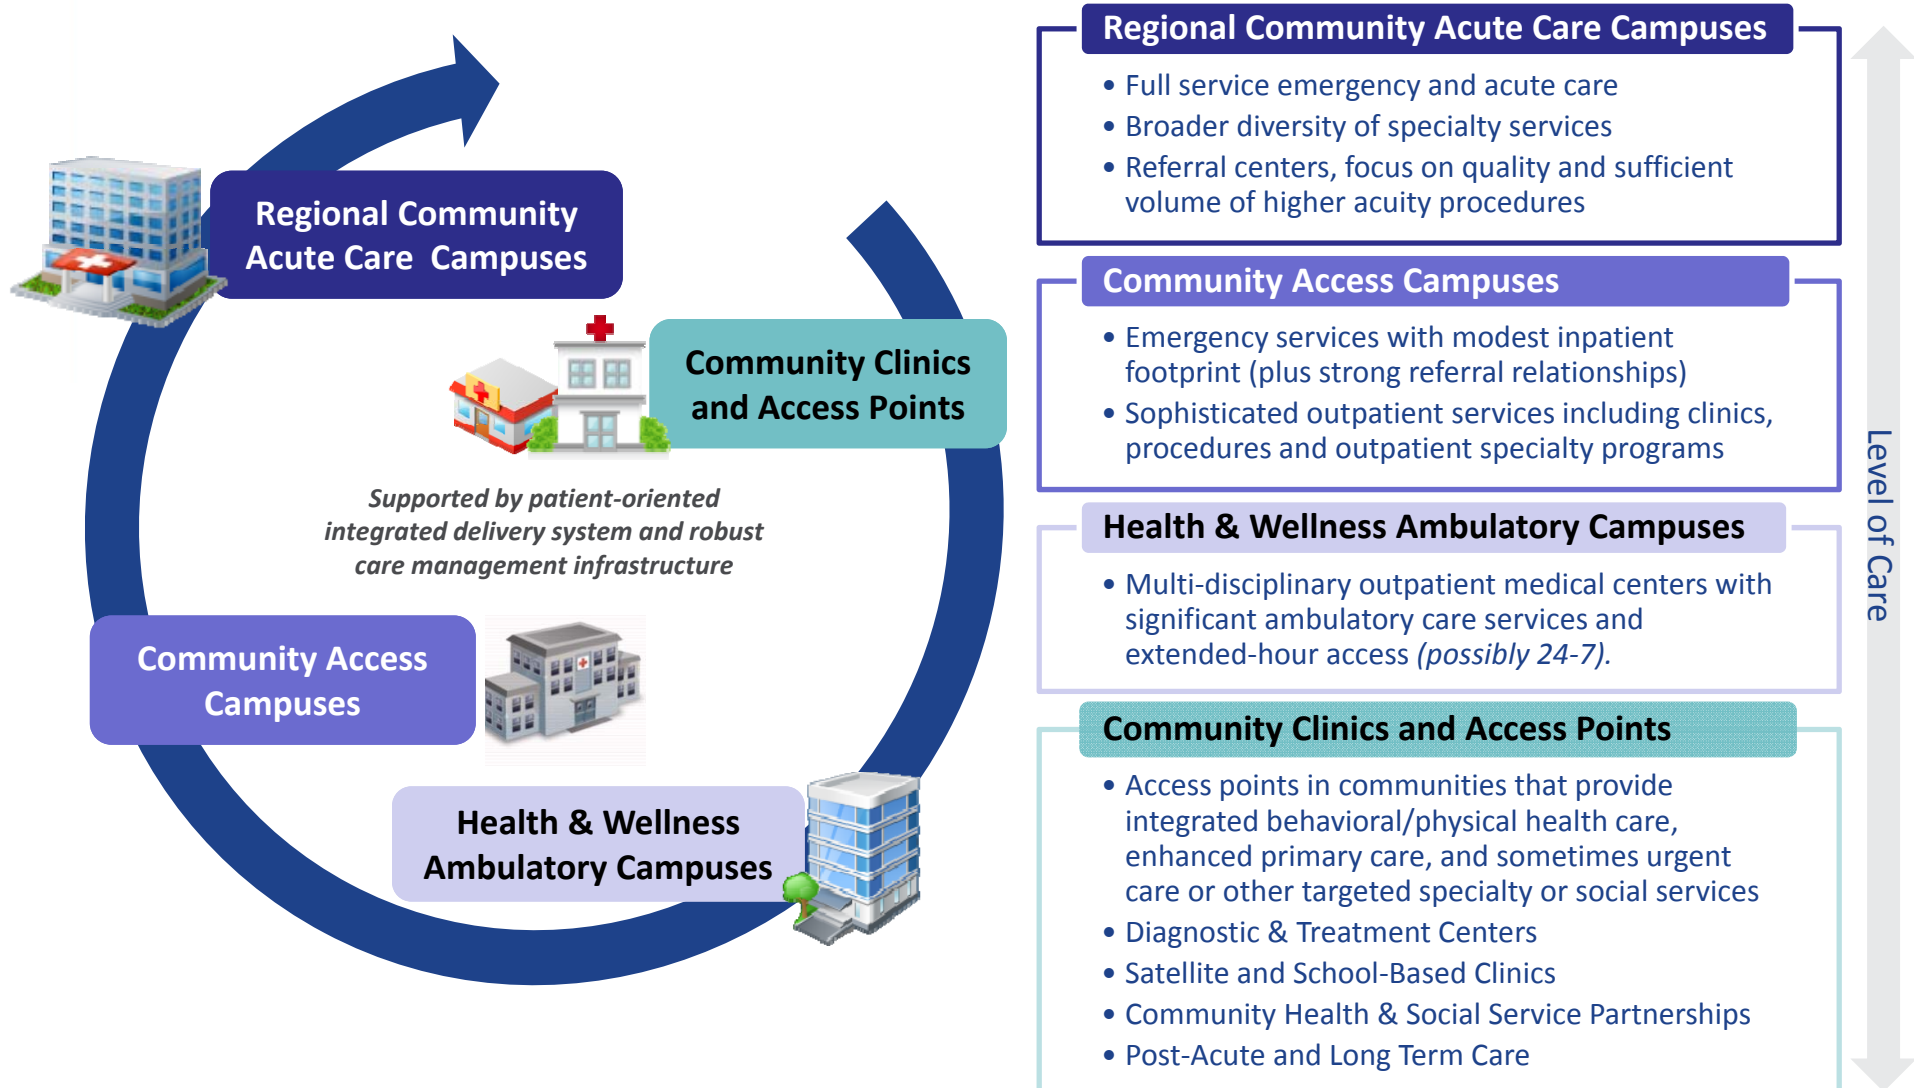 Regional Community
Acute Care Campuses
Community Clinics
and Access Points
Supported by patient-oriented
integrated delivery system and robust
care management infrastructure
Community Access
Campuses
Health & Wellness
Ambulatory Campuses
Regional Community Acute Care Campuses
• Full service emergency and acute care
• Broader diversity of specialty services
• Referral centers, focus on quality and sufficient
volume of higher acuity procedures
Community Access Campuses
• Emergency services with modest inpatient
footprint (plus strong referral relationships)
• Sophisticated outpatient services including clinics,
procedures and outpatient specialty programs
Health & Wellness Ambulatory Campuses
• Multi-disciplinary outpatient medical centers with
significant ambulatory care services and
extended-hour access (possibly 24-7).
Community Clinics and Access Points
• Access points in communities that provide
integrated behavioral/physical health care,
enhanced primary care, and sometimes urgent
care or other targeted specialty or social services
• Diagnostic & Treatment Centers
• Satellite and School-Based Clinics
• Community Health & Social Service Partnerships
• Post-Acute and Long Term Care
Level of Care